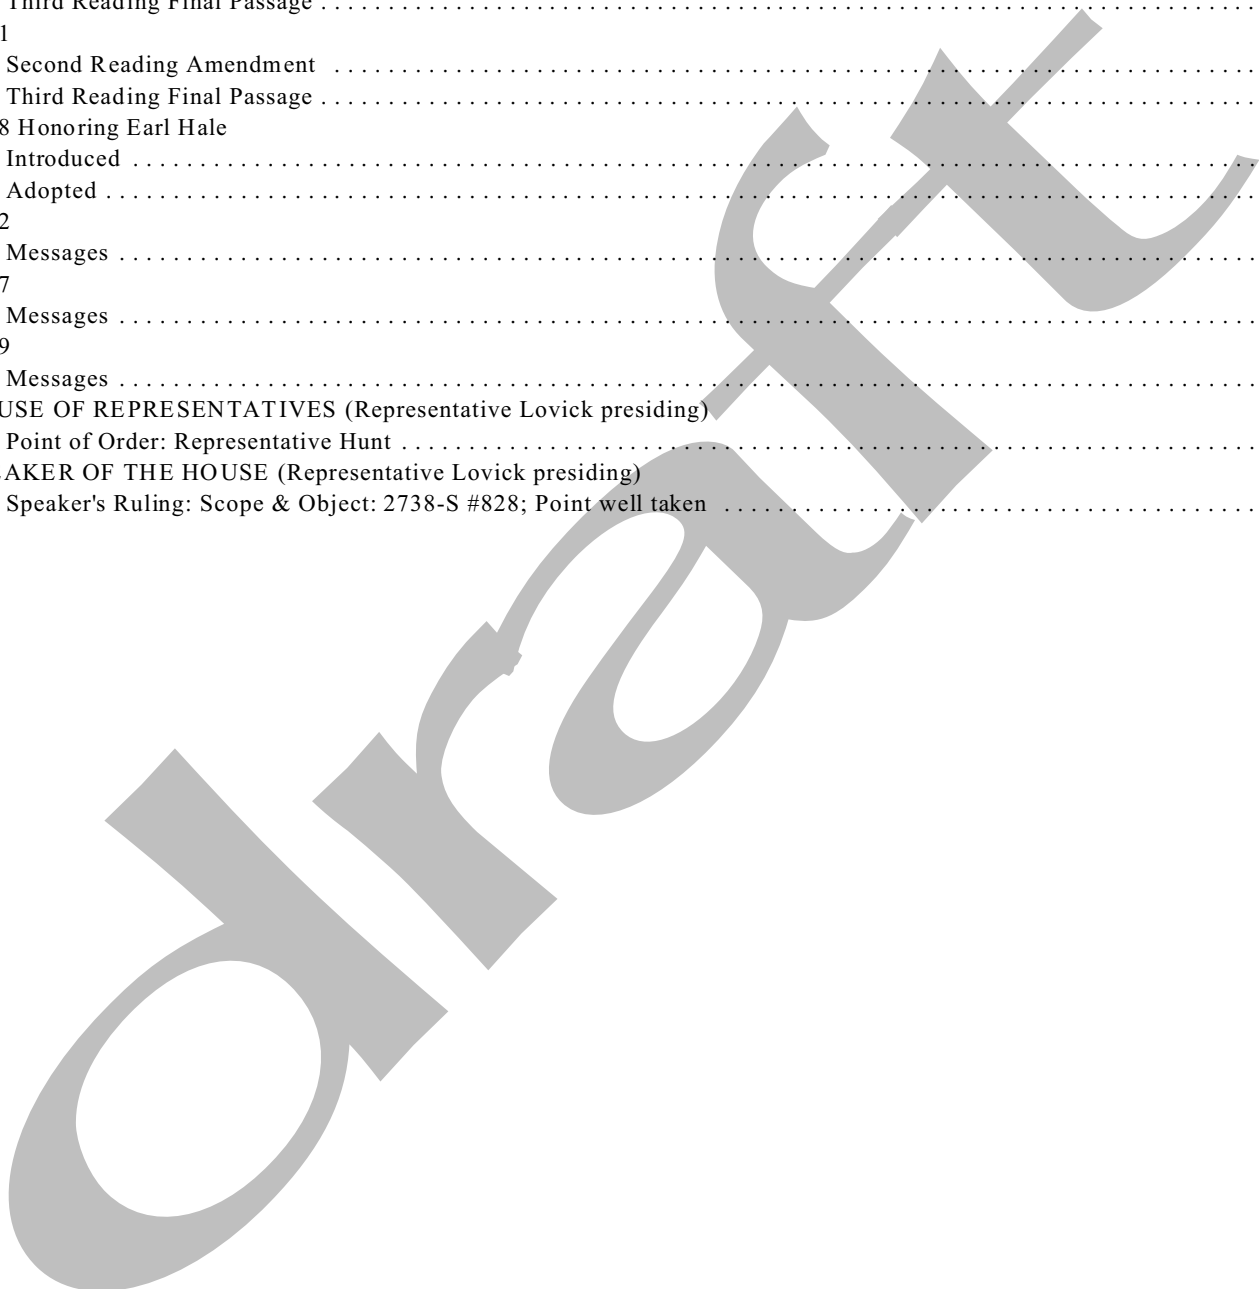 Third Reading Final Passage . . . . . . . . . . . . . . . . . . . . . . . . . . . . . . . . . . . . . . . . . . . . . . . . . . . . . . . . . . . . . . . . . . . . .
1
Second Reading Amendment . . . . . . . . . . . . . . . . . . . . . . . . . . . . . . . . . . . . . . . . . . . . . . . . . . . . . . . . . . . . . . . . . . . .
Third Reading Final Passage . . . . . . . . . . . . . . . . . . . . . . . . . . . . . . . . . . . . . . . . . . . . . . . . . . . . . . . . . . . . . . . . . . . . .
8 Honoring Earl Hale
Introduced . . . . . . . . . . . . . . . . . . . . . . . . . . . . . . . . . . . . . . . . . . . . . . . . . . . . . . . . . . . . . . . . . . . . . . . . . . . . . . . . . . .
Adopted . . . . . . . . . . . . . . . . . . . . . . . . . . . . . . . . . . . . . . . . . . . . . . . . . . . . . . . . . . . . . . . . . . . . . . . . . . . . . . . . . . . . .
2
Messages . . . . . . . . . . . . . . . . . . . . . . . . . . . . . . . . . . . . . . . . . . . . . . . . . . . . . . . . . . . . . . . . . . . . . . . . . . . . . . . . . . . .
7
Messages . . . . . . . . . . . . . . . . . . . . . . . . . . . . . . . . . . . . . . . . . . . . . . . . . . . . . . . . . . . . . . . . . . . . . . . . . . . . . . . . . . . .
9
Messages . . . . . . . . . . . . . . . . . . . . . . . . . . . . . . . . . . . . . . . . . . . . . . . . . . . . . . . . . . . . . . . . . . . . . . . . . . . . . . . . . . . .
USE OF REPRESENTATIVES (Representative Lovick presiding)
Point of Order: Representative Hunt . . . . . . . . . . . . . . . . . . . . . . . . . . . . . . . . . . . . . . . . . . . . . . . . . . . . . . . . . . . . . . .
EAKER OF THE HOUSE (Representative Lovick presiding)
Speaker's Ruling: Scope & Object: 2738-S #828; Point well taken . . . . . . . . . . . . . . . . . . . . . . . . . . . . . . . . . . . . . . . .
draft